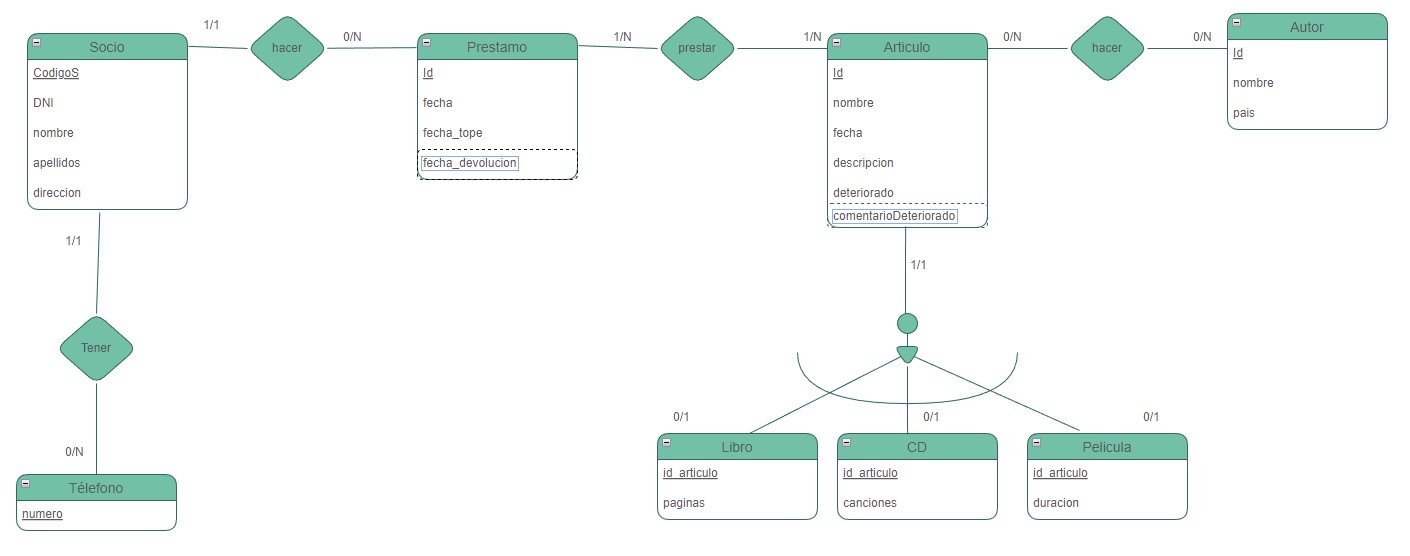 1/1
hacer
0/N
1/N
prestar
1/N
0/N
hacer
0/N
Socio
CodigoS
DNI
nombre
apellidos
direccion
Prestamo
Id
fecha
fecha_tope
fecha_devolucion
Articulo
Id
nombre
fecha
descripcion
deteriorado
comentarioDeteriorado
Autor
Id
nombre
pais
1/1
Tener
0/N
Télefono
numero
1/1
0/1
0/1
0/1
Libro
id_articulo
paginas
CD
id_articulo
canciones
Pelicula
id_articulo
duracion